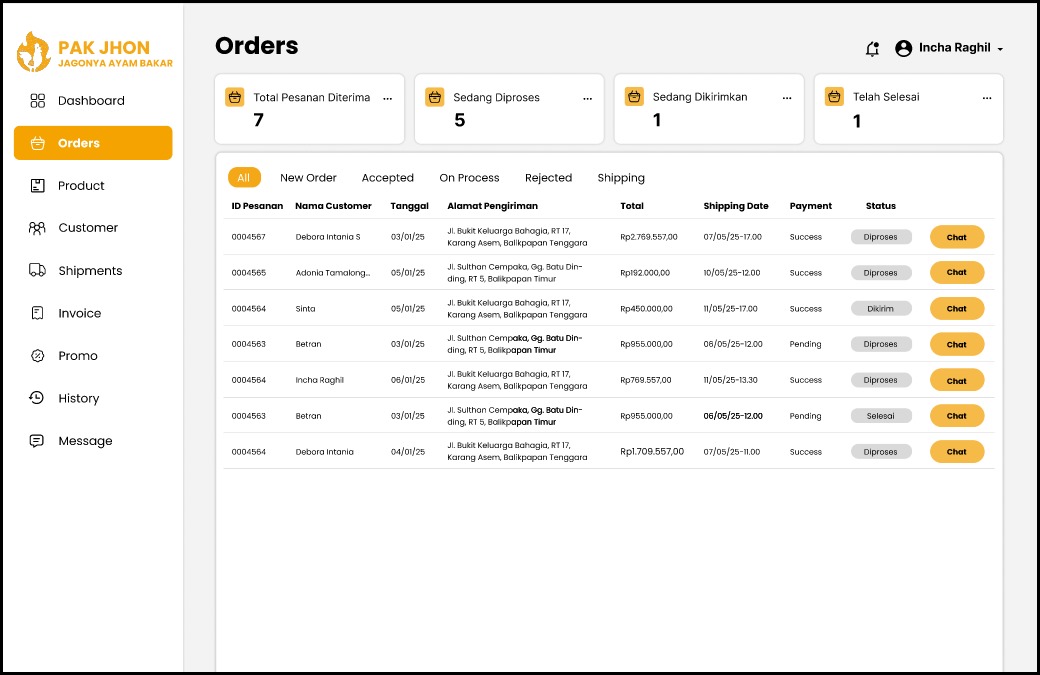 PAK JHON
JAGONYA AYAM BAKAR
Dashboard
Orders
Product
Customer
Shipments
Invoice
Promo
History
Message
Orders
Incha Raghil
Total Pesanan Diterima ...
7
Sedang Diproses ...
5
Sedang Dikirimkan ...
1
Telah Selesai ...
1
All New Order Accepted On Process Rejected Shipping
ID Pesanan Nama Customer Tanggal Alamat Pengiriman Total Shipping Date Payment Status
0004567 Debora Intania S 03/01/25 Jl. Bukit Keluarga Bahagia, RT 17, Rp2.769.557,00 07/05/25-17.00 Success Diproses Chat
Karang Asem, Balikpapan Tenggara
0004565 Adonia Tamalong... 05/01/25 Jl. Sulthan Cempaka, Gg. Batu Din- Rp192.000,00 10/05/25-12.00 Success Diproses Chat
ding, RT 5, Balikpapan Timur
0004564 Sinta 05/01/25 Jl. Bukit Keluarga Bahagia, RT 17, Rp450.000,00 11/05/25-17.00 Success Dikirim Chat
Karang Asem, Balikpapan Tenggara
0004563 Betran 03/01/25 Jl. Sulthan Cempaka, Gg. Batu Din- Rp955.000,00 06/05/25-12.00 Pending Diproses Chat
ding, RT 5, Balikpapan Timur
0004564 Incha Raghil 06/01/25 Jl. Bukit Keluarga Bahagia, RT 17, Rp769.557,00 11/05/25-13.30 Success Diproses Chat
Karang Asem, Balikpapan Tenggara
0004563 Betran 03/01/25 Jl. Sulthan Cempaka, Gg. Batu Din- Rp955.000,00 06/05/25-12.00 Pending Selesai Chat
ding, RT 5, Balikpapan Timur
0004564 Debora Intania 04/01/25 Jl. Bukit Keluarga Bahagia, RT 17, Rp1.709.557,00 07/05/25-11.00 Success Diproses Chat
Karang Asem, Balikpapan Tenggara